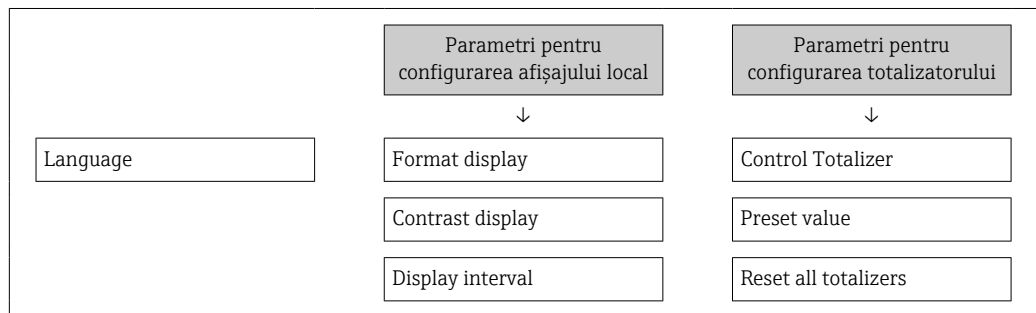 Parametri pentru
configurarea afișajului local
Parametri pentru
configurarea totalizatorului
↓
↓
Language
Format display
Control Totalizer
Contrast display
Preset value
Display interval
Reset all totalizers